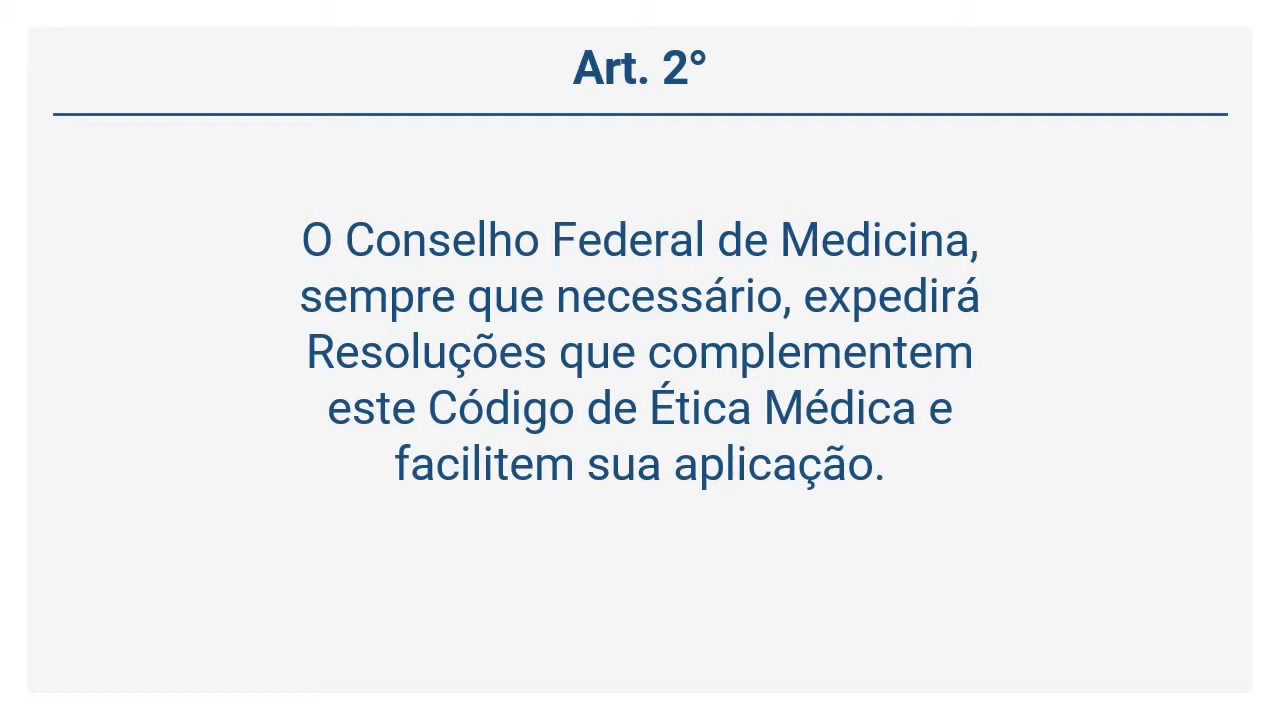 Art. 2°
O Conselho Federal de Medicina,
sempre que necessário, expedirá
Resoluções que complementem
este Código de Ética Médica e
facilitem sua aplicação.